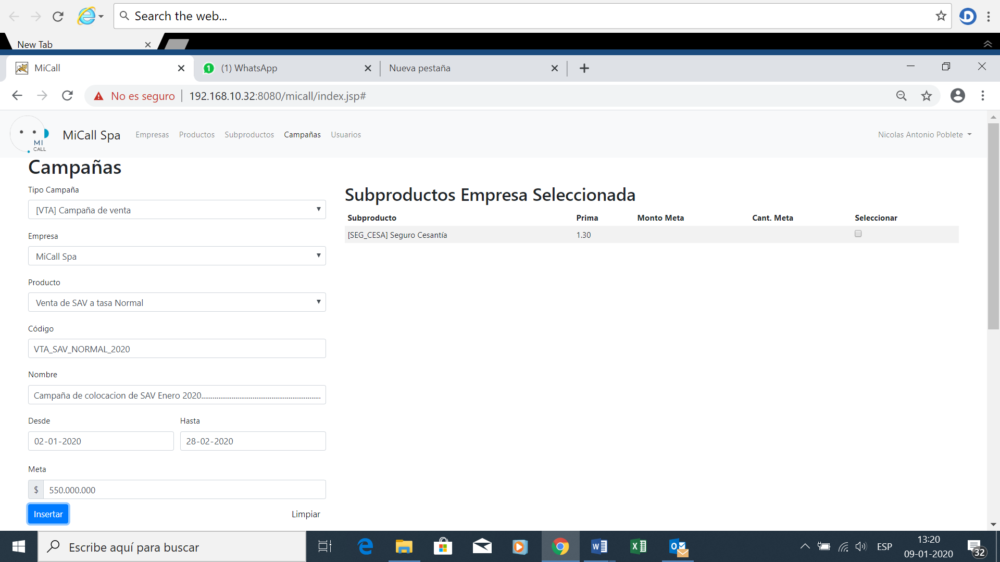 Search the web...
New Tab
MiCall
(1) WhatsApp
Nueva pestaña
No es seguro
192.168.10.32:8080/micall/index.jsp#
MI
CALL
MiCall Spa
Empresas
Productos
Subproductos
Campañas
Usuarios
Nicolas Antonio Poblete
Campañas
Tipo Campaña
[VTA] Campaña de venta
Empresa
MiCall Spa
Producto
Venta de SAV a tasa Normal
Código
VTA_SAV_NORMAL_2020
Nombre
Campaña de colocacion de SAV Enero 2020...............................................................
Desde Hasta
02-01-2020 28-02-2020
Meta
$ 550.000.000
Insertar Limpiar
Subproductos Empresa Seleccionada
Subproducto Prima Monto Meta Cant. Meta Seleccionar
[SEG_CESA] Seguro Cesantía 1.30
Escribe aquí para buscar
ESP
13:20
09-01-2020
32